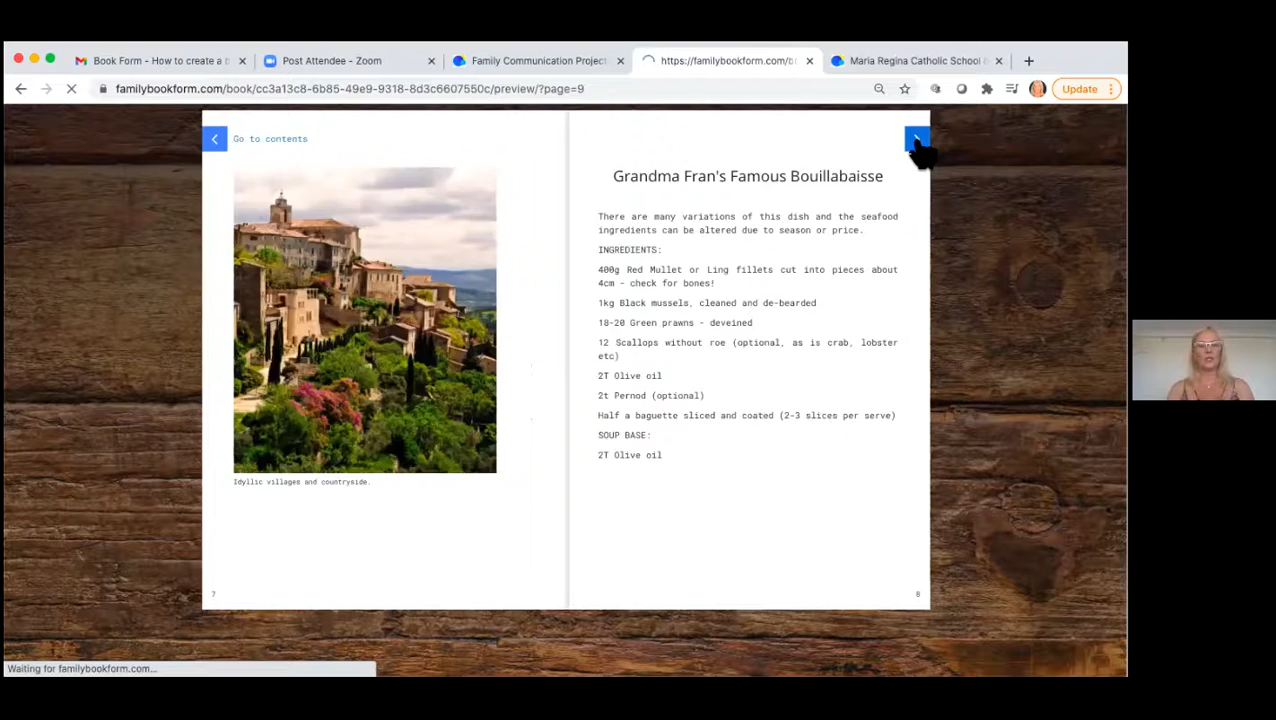 Book Form - How to create a b
Post Attendee - Zoom
Family Communication Project
https://familybookform.com/b
Maria Regina Catholic School
familybookform.com/book/cc3a13c8-6b85-49e9-9318-8d3c6607550c/preview/?page=9
Update
Go to contents
Grandma Fran's Famous Bouillabaisse
There are many variations of this dish and the seafood
ingredients can be altered due to season or price.
INGREDIENTS:
400g Red Mullet or Ling fillets cut into pieces about
4cm - check for bones!
1kg Black mussels, cleaned and de-bearded
18-20 Green prawns - deveined
12 Scallops without roe (optional, as is crab, lobster
etc)
2T Olive oil
2t Pernod (optional)
Half a baguette sliced and coated (2-3 slices per serve)
SOUP BASE:
2T Olive oil
Idyllic villages and countryside.
7
8
Waiting for familybookform.com...